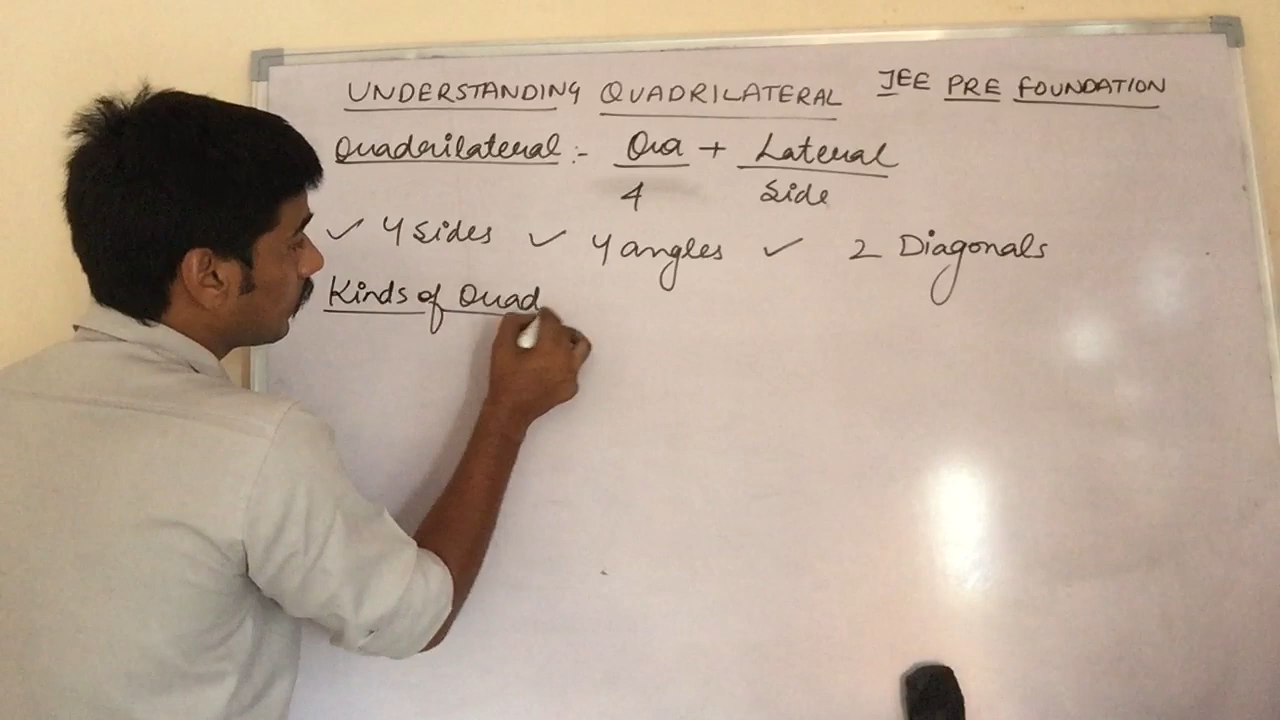 UNDERSTANDING QUADRILATERAL JEE PRE FOUNDATION
Quadrilateral :- Qua + Lateral
4 Side
✓ 4 Sides ✓ 4 angles ✓ 2 Diagonals
Kinds of Quad